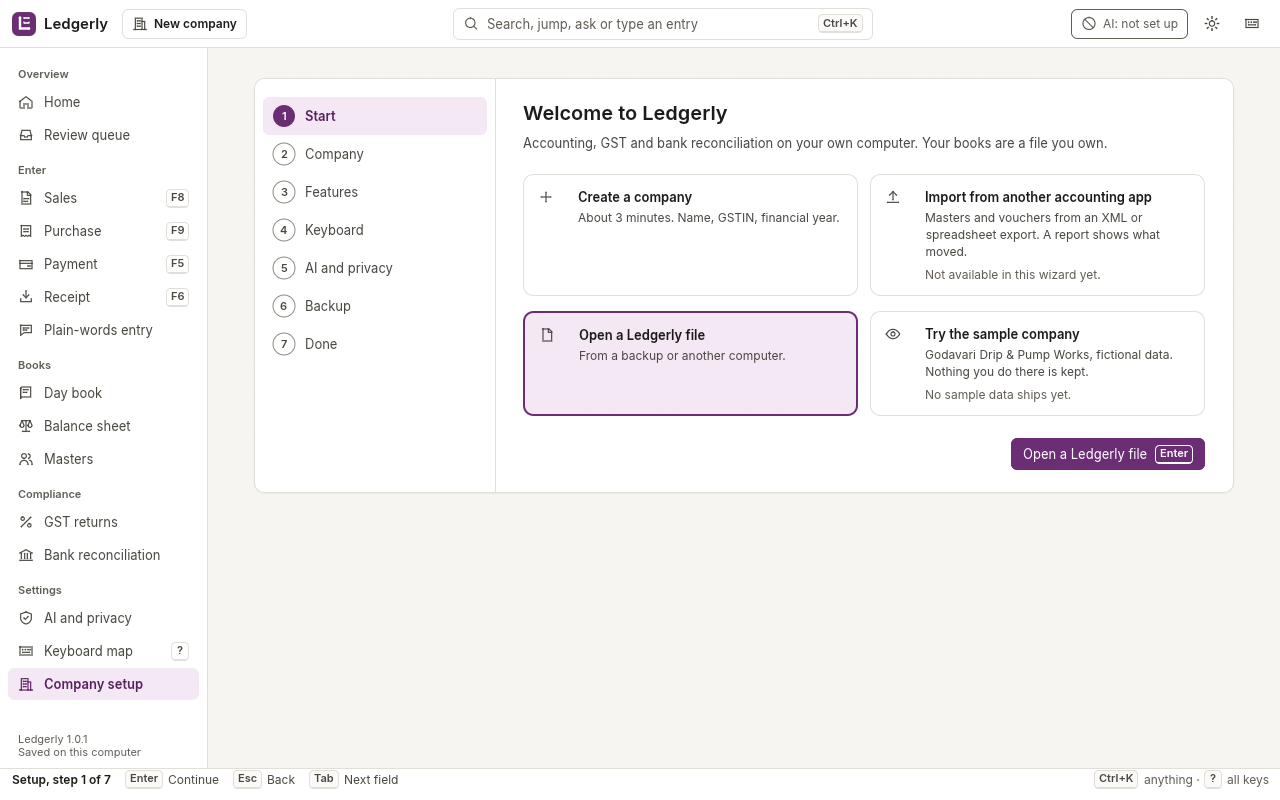 Ledgerly
New company
Search, jump, ask or type an entry
Ctrl+K
AI: not set up
Overview
Home
Review queue
Enter
Sales F8
Purchase F9
Payment F5
Receipt F6
Plain-words entry
Books
Day book
Balance sheet
Masters
Compliance
GST returns
Bank reconciliation
Settings
AI and privacy
Keyboard map ?
Company setup
Ledgerly 1.0.1
Saved on this computer
1 Start
2 Company
3 Features
4 Keyboard
5 AI and privacy
6 Backup
7 Done
Welcome to Ledgerly
Accounting, GST and bank reconciliation on your own computer. Your books are a file you own.
Create a company
About 3 minutes. Name, GSTIN, financial year.
Import from another accounting app
Masters and vouchers from an XML or
spreadsheet export. A report shows what
moved.
Not available in this wizard yet.
Open a Ledgerly file
From a backup or another computer.
Try the sample company
Godavari Drip & Pump Works, fictional data.
Nothing you do there is kept.
No sample data ships yet.
Open a Ledgerly file Enter
Setup, step 1 of 7 Enter Continue Esc Back Tab Next field
Ctrl+K anything · ? all keys